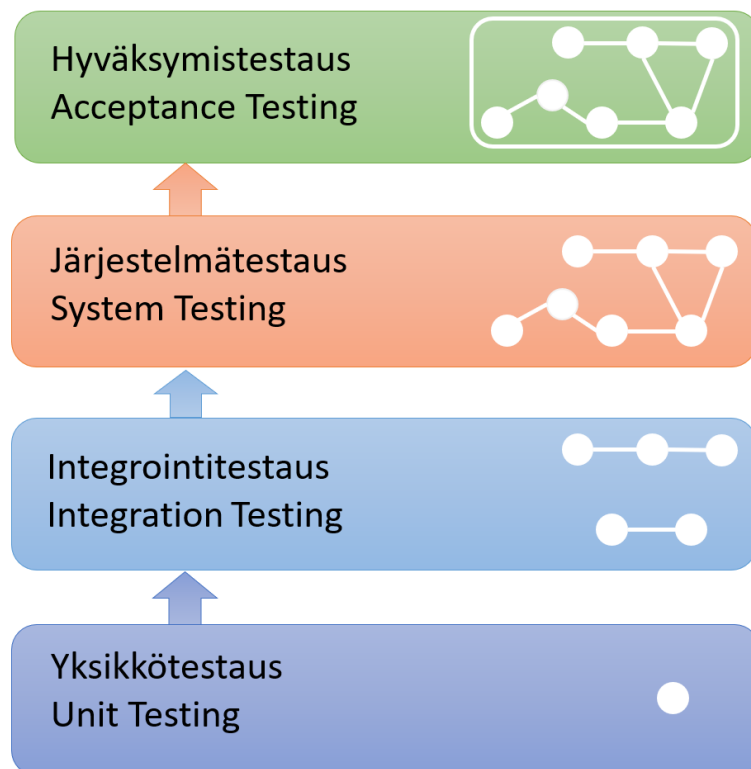 Hyväksymistestaus
Acceptance Testing
Järjestelmätestaus
System Testing
Integrointitestaus
Integration Testing
Yksikkötestaus
Unit Testing